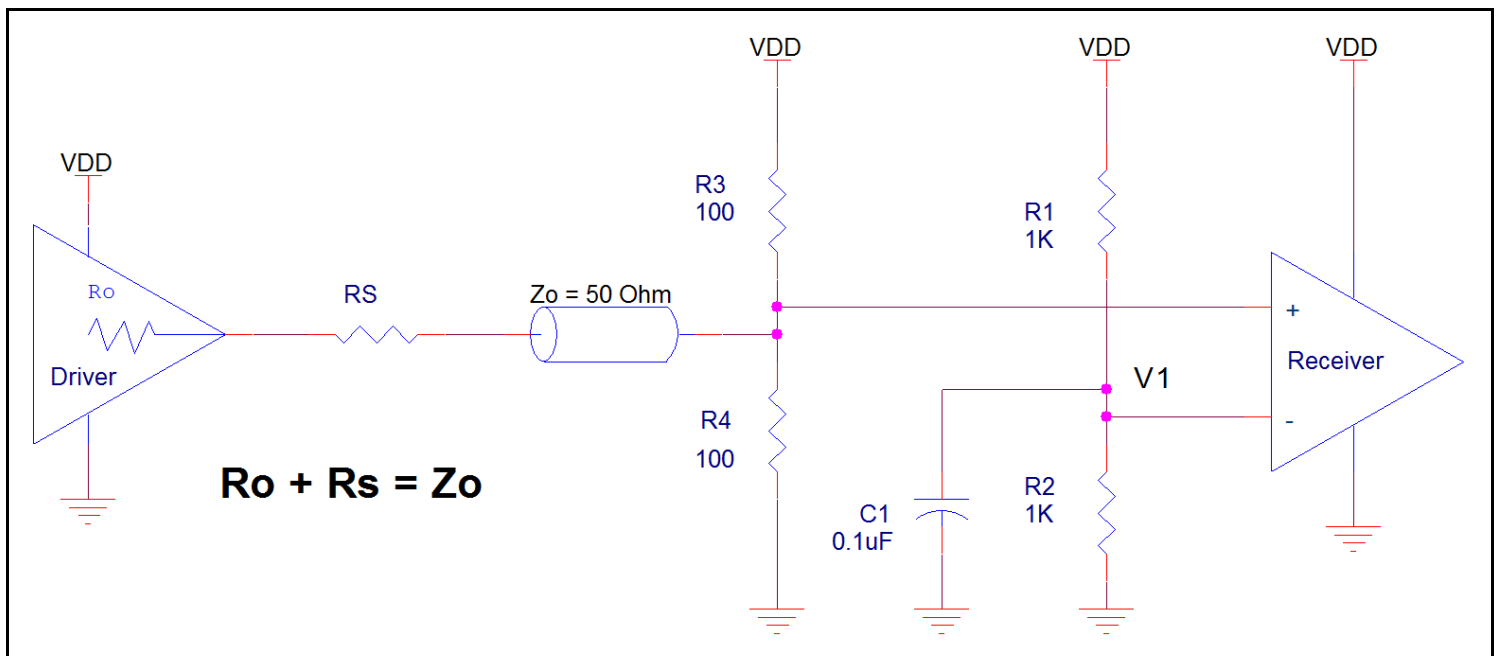 VDD
VDD
VDD
VDD
R3
100
R1
1K
Ro
RS
Zo = 50 Ohm
+
Driver
Receiver
V1
R4
100
-
Ro + Rs = Zo
C1
0.1uF
R2
1K